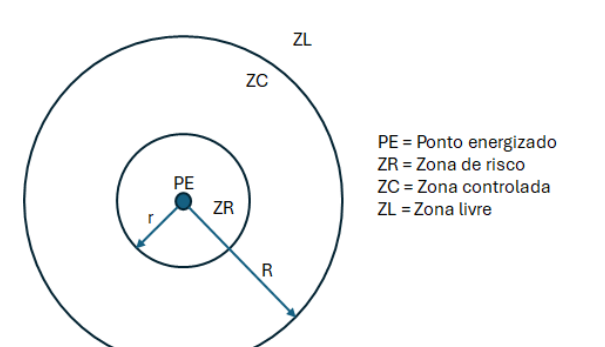 ZL
ZC
PE = Ponto energizado
ZR = Zona de risco
ZC = Zona controlada
ZL = Zona livre
PE
ZR
r
R